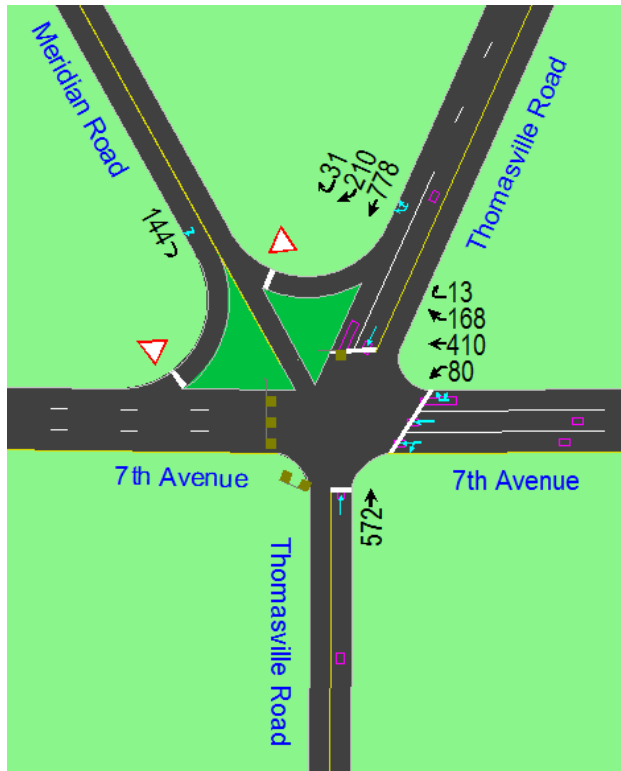 Meridian Road
Thomasville Road
31
210
778
144
13
168
410
80
7th Avenue
7th Avenue
572
Thomasville Road